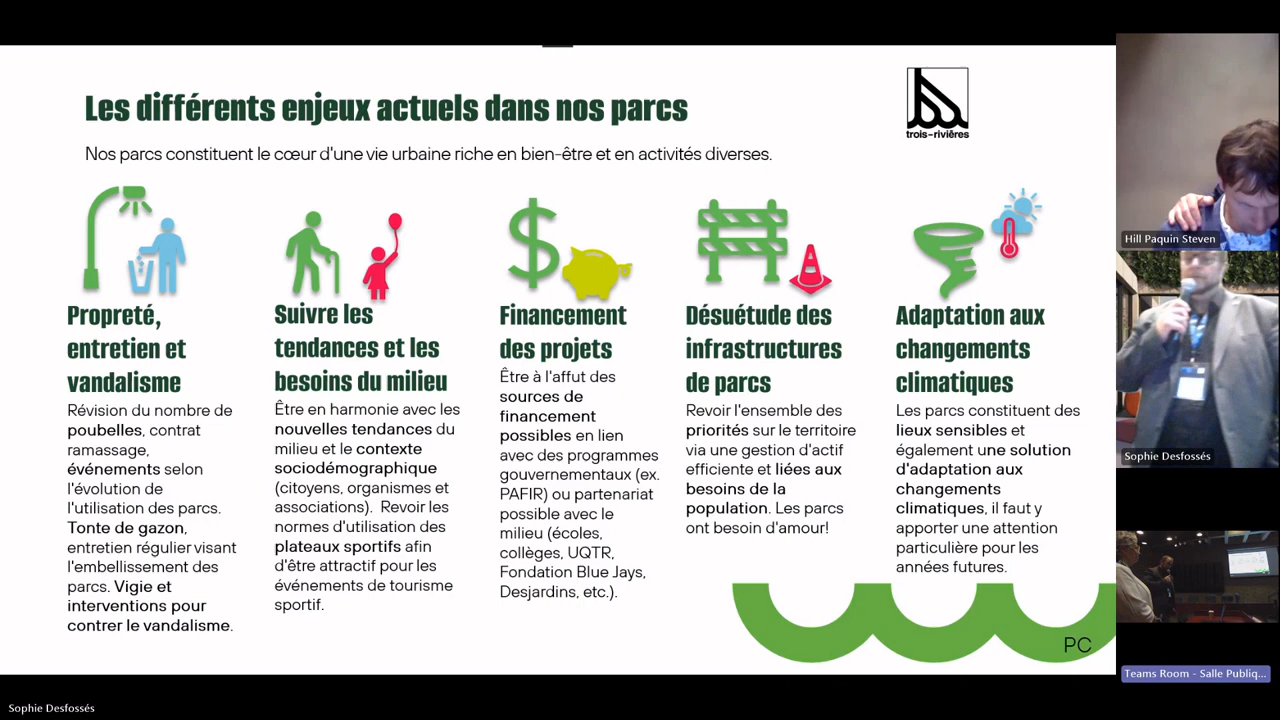 Les différents enjeux actuels dans nos parcs
trois-rivières
Nos parcs constituent le cœur d'une vie urbaine riche en bien-être et en activités diverses.
Propreté,
entretien et
vandalisme
Révision du nombre de
poubelles, contrat
ramassage,
événements selon
l'évolution de
l'utilisation des parcs.
Tonte de gazon,
entretien régulier visant
l'embellissement des
parcs. Vigie et
interventions pour
contrer le vandalisme.
Suivre les
tendances et les
besoins du milieu
Être en harmonie avec les
nouvelles tendances du
milieu et le contexte
sociodémographique
(citoyens, organismes et
associations). Revoir les
normes d'utilisation des
plateaux sportifs afin
d'être attractif pour les
événements de tourisme
sportif.
Financement
des projets
Être à l'affut des
sources de
financement
possibles en lien
avec des programmes
gouvernementaux (ex.
PAFIR) ou partenariat
possible avec le
milieu (écoles,
collèges, UQTR,
Fondation Blue Jays,
Desjardins, etc.).
Désuétude des
infrastructures
de parcs
Revoir l'ensemble des
priorités sur le territoire
via une gestion d'actif
efficiente et liées aux
besoins de la
population. Les parcs
ont besoin d'amour!
Adaptation aux
changements
climatiques
Les parcs constituent des
lieux sensibles et
également une solution
d'adaptation aux
changements
climatiques, il faut y
apporter une attention
particulière pour les
années futures.
PC
Hill Paquin Steven
Sophie Desfossés
Teams Room - Salle Publiq...
Sophie Desfossés